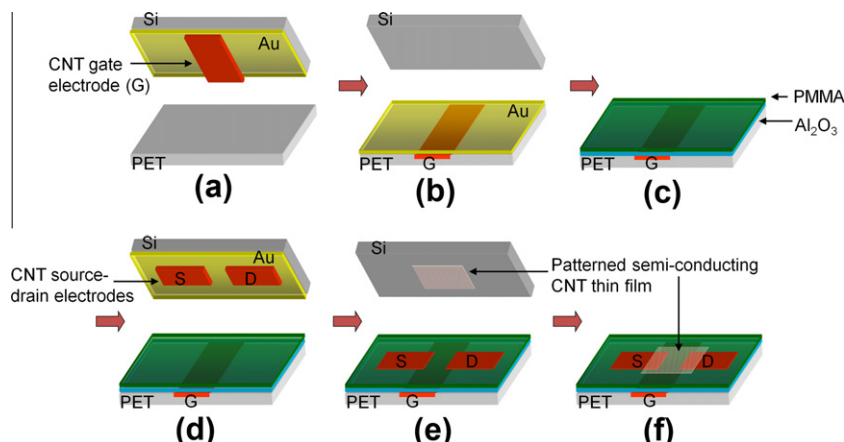 Si
Au
CNT gate
electrode (G)
PET
(a)
Si
Au
PET
G
(b)
PMMA
Al₂O₃
PET
G
(c)
Si
Au
S
D
CNT source-
drain electrodes
PET
G
(d)
Si
Patterned semi-conducting
CNT thin film
S
D
PET
G
(e)
S
D
PET
G
(f)